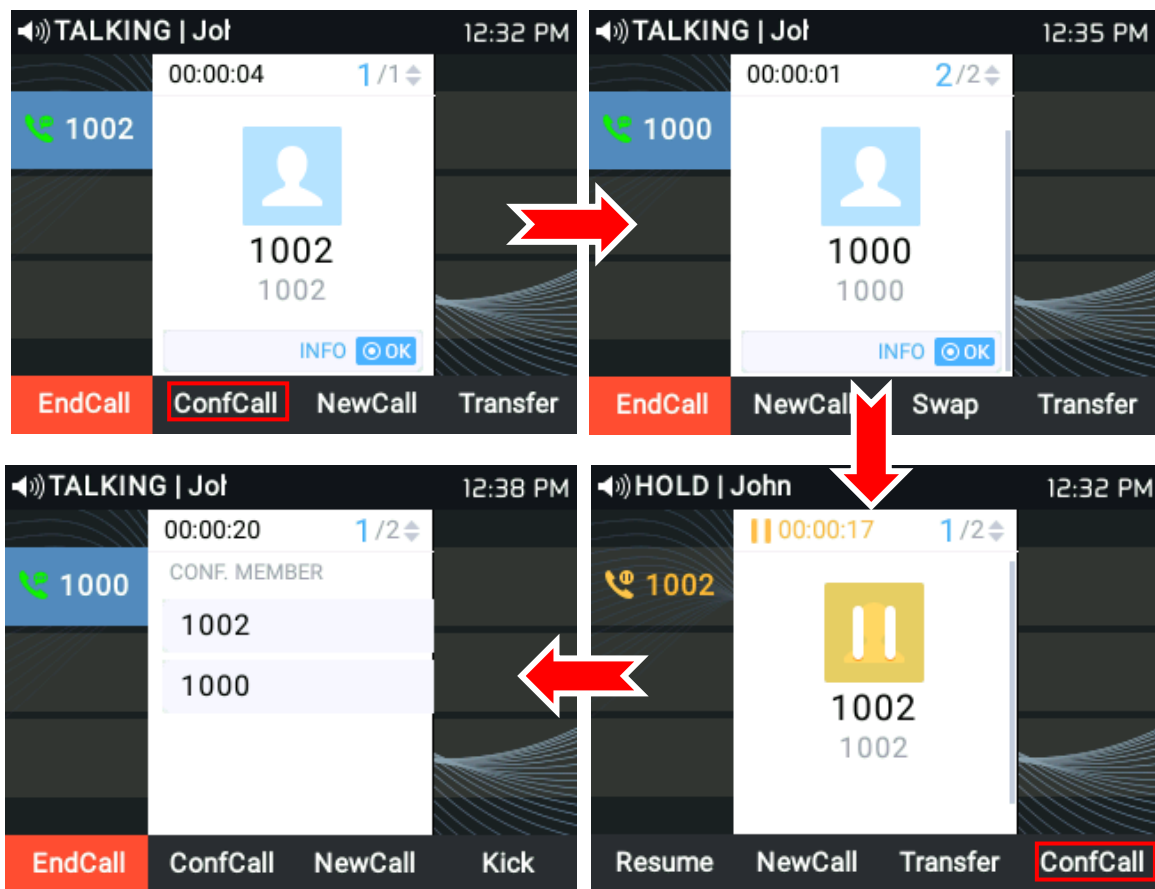 TALKING | Joh
12:32 PM
00:00:04
1/1
1002
1002
1002
INFO OK
EndCall
ConfCall
NewCall
Transfer
TALKING | Joh
12:35 PM
00:00:01
2/2
1000
1000
1000
INFO OK
EndCall
NewCall
Swap
Transfer
TALKING | Joh
12:38 PM
00:00:20
1/2
1000
CONF. MEMBER
1002
1000
EndCall
ConfCall
NewCall
Kick
HOLD | John
12:32 PM
00:00:17
1/2
1002
1002
1002
Resume
NewCall
Transfer
ConfCall